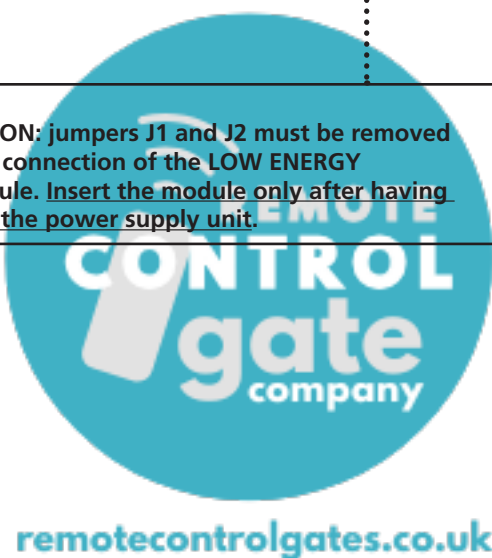 ON: jumpers J1 and J2 must be removed
connection of the LOW ENERGY
ule. Insert the module only after having
the power supply unit.
REMOTE
CONTROL
gate
company
remotecontrolgates.co.uk